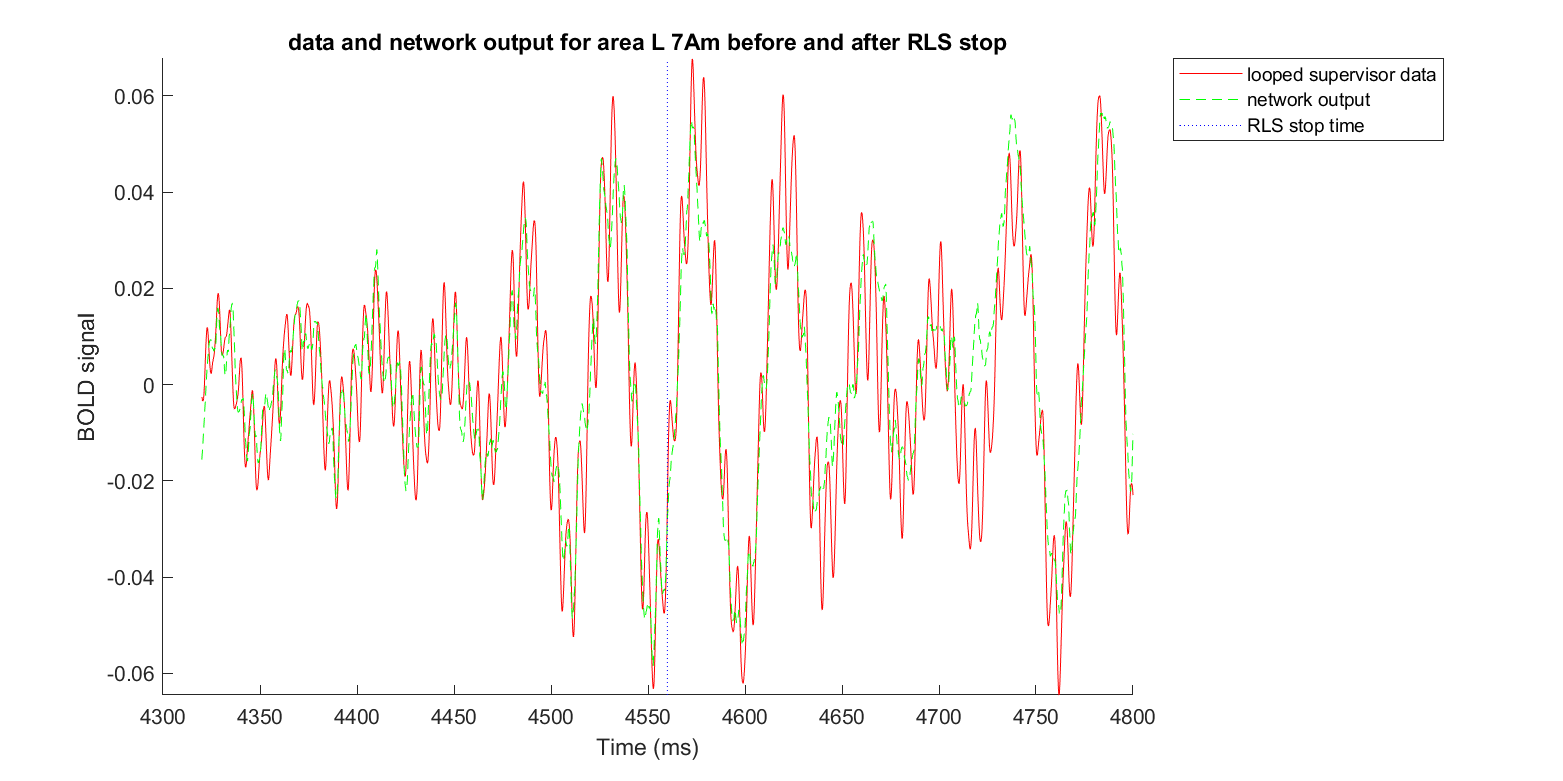 data and network output for area L 7Am before and after RLS stop
looped supervisor data
network output
RLS stop time
BOLD signal
0.06
0.04
0.02
0
-0.02
-0.04
-0.06
4300 4350 4400 4450 4500 4550 4600 4650 4700 4750 4800
Time (ms)